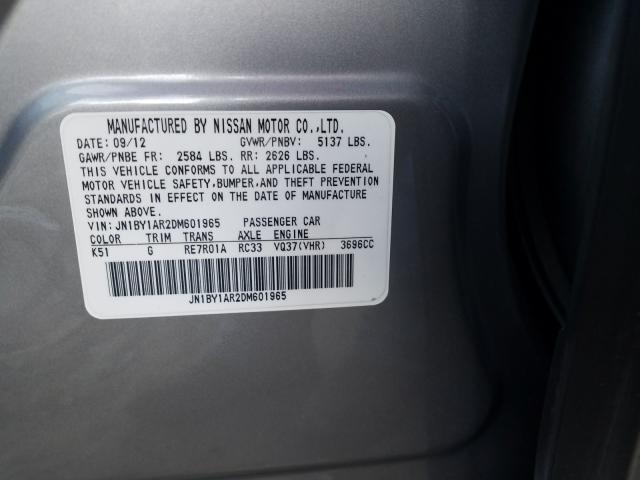 MANUFACTURED BY NISSAN MOTOR CO.,LTD.
DATE: 09/12 GVWR/PNBV: 5137 LBS.
GAWR/PNBE FR: 2584 LBS. RR: 2626 LBS.
THIS VEHICLE CONFORMS TO ALL APPLICABLE FEDERAL
MOTOR VEHICLE SAFETY,BUMPER,AND THEFT PREVENTION
STANDARDS IN EFFECT ON THE DATE OF MANUFACTURE
SHOWN ABOVE.
VIN: JN1BY1AR2DM601965 PASSENGER CAR
COLOR TRIM TRANS AXLE ENGINE
K51 G RE7R01A RC33 VQ37(VHR) 3696CC
JN1BY1AR2DM601965